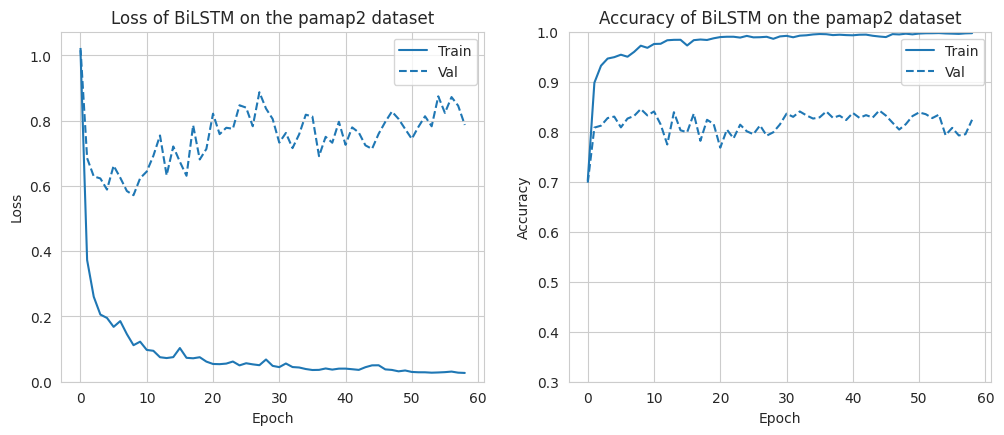 Loss of BiLSTM on the pamap2 dataset
Train
Val
1.0
0.8
0.6
0.4
0.2
0.0
Loss
0 10 20 30 40 50 60
Epoch
Accuracy of BiLSTM on the pamap2 dataset
Train
Val
1.0
0.9
0.8
0.7
0.6
0.5
0.4
0.3
Accuracy
0 10 20 30 40 50 60
Epoch